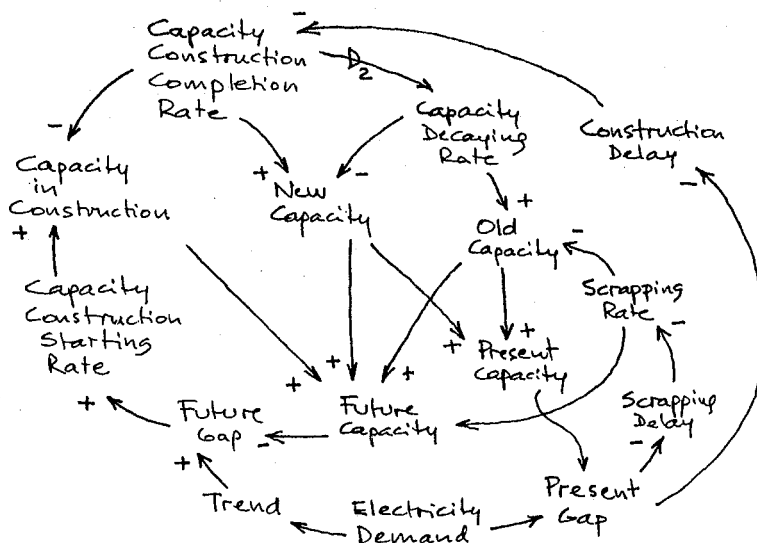 Capacity
Construction
Completion
Rate
D2
Capacity
Decaying
Rate
Construction
Delay
Capacity
in
Construction
New
Capacity
Old
Capacity
Capacity
Construction
Starting
Rate
Scrapping
Rate
Present
Capacity
Future
Gap
Future
Capacity
Scrapping
Delay
Trend
Electricity
Demand
Present
Gap
-
-
+
-
+
-
-
+
-
+
+
-
+
+
+
+
-
-
+
+